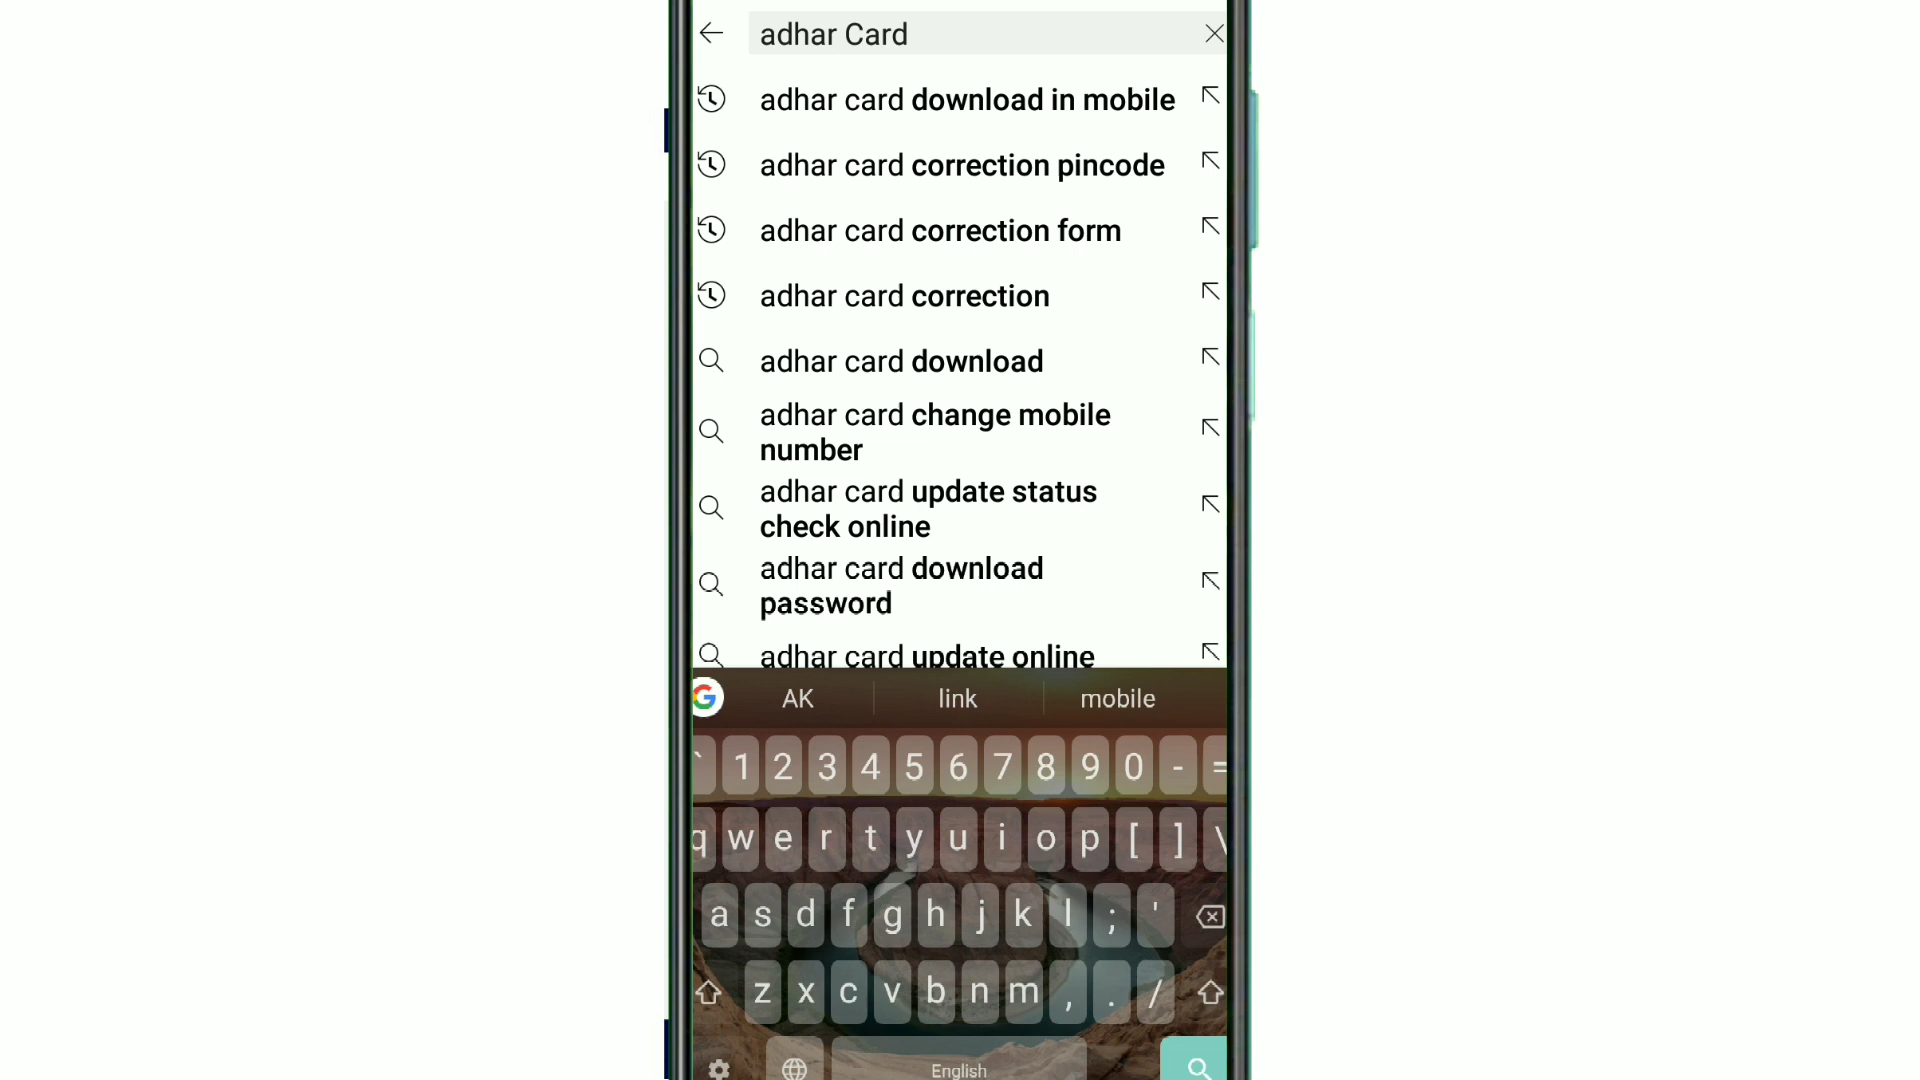 adhar Card
adhar card download in mobile
adhar card correction pincode
adhar card correction form
adhar card correction
adhar card download
adhar card change mobile
number
adhar card update status
check online
adhar card download
password
adhar card update online
G AK link mobile
` 1 2 3 4 5 6 7 8 9 0 - =
q w e r t y u i o p [ ] \
a s d f g h j k l ; '
z x c v b n m , . /
English